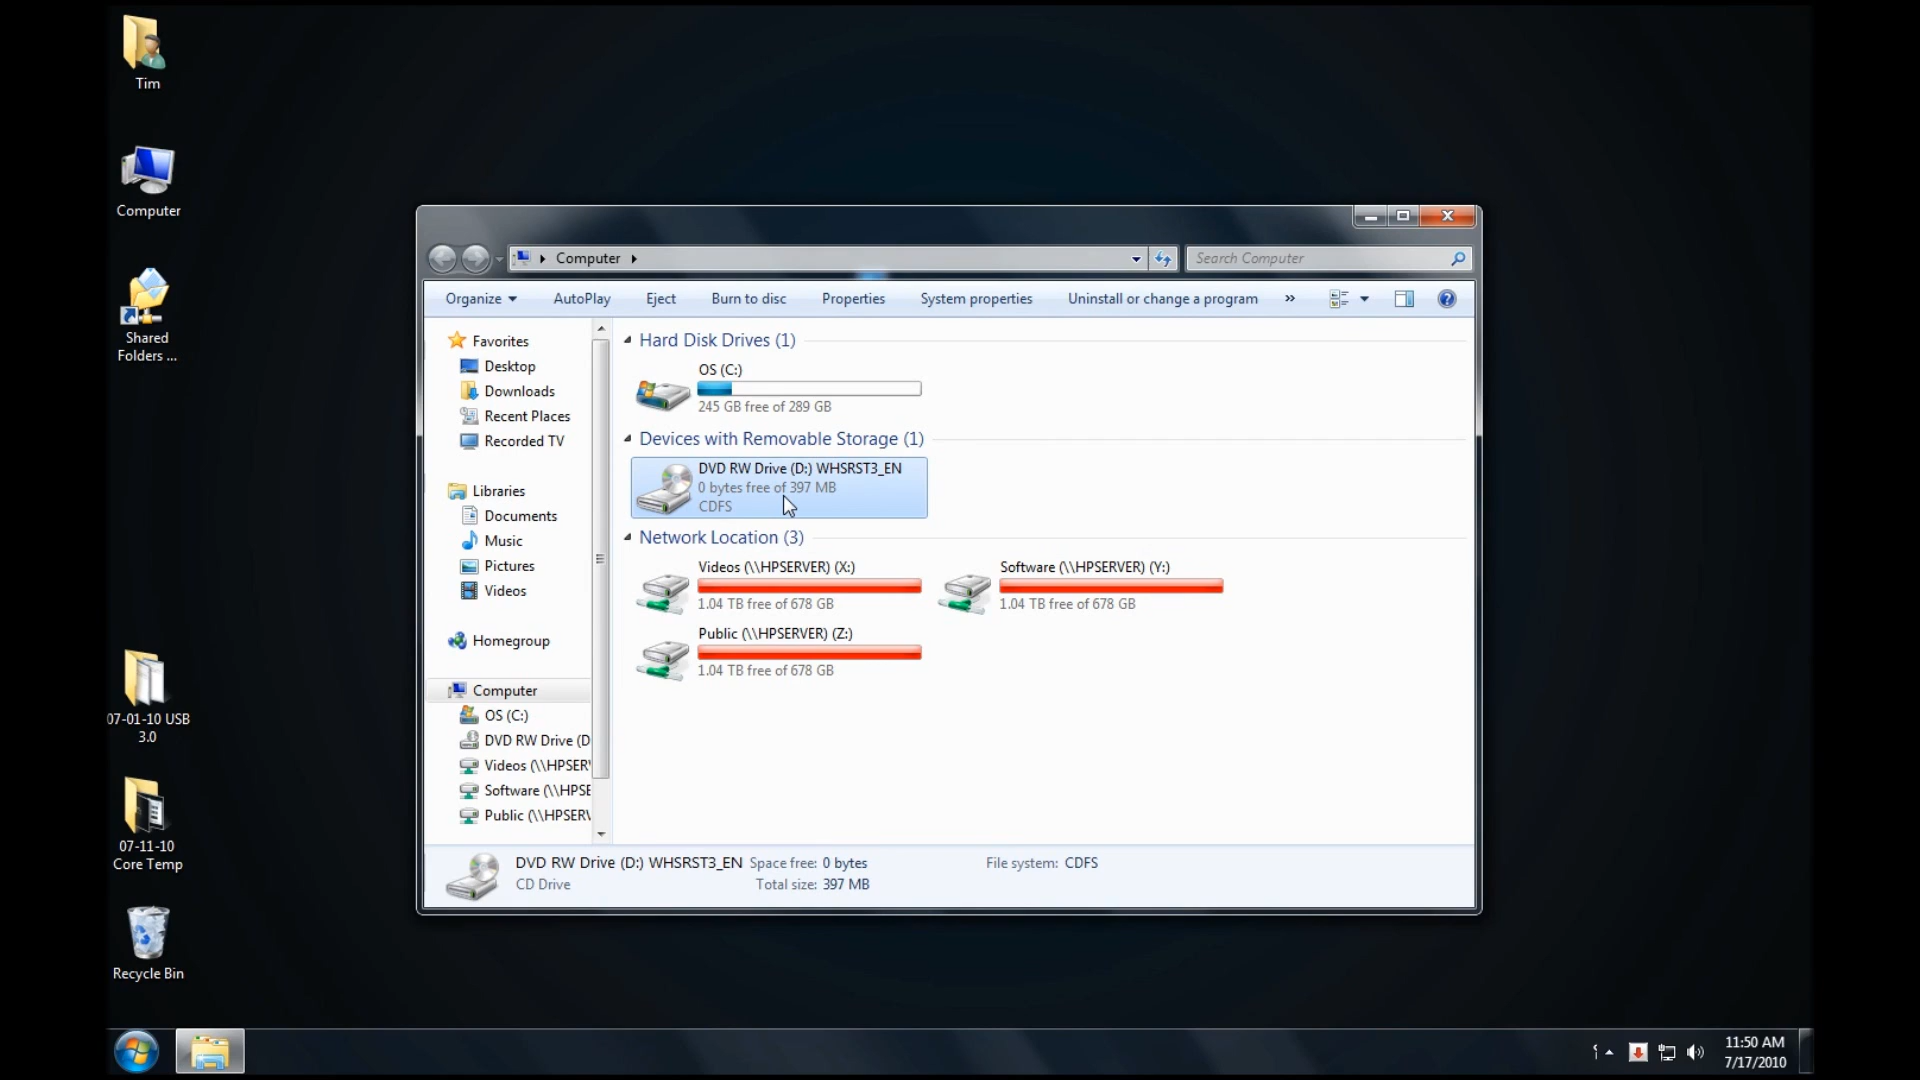 Tim
Computer
Shared
Folders ...
07-01-10 USB
3.0
07-11-10
Core Temp
Recycle Bin
Computer
Search Computer
Organize
AutoPlay
Eject
Burn to disc
Properties
System properties
Uninstall or change a program
»
Favorites
Desktop
Downloads
Recent Places
Recorded TV
Libraries
Documents
Music
Pictures
Videos
Homegroup
Computer
OS (C:)
DVD RW Drive (D
Videos (\\HPSER
Software (\\HPSE
Public (\\HPSERV
Hard Disk Drives (1)
OS (C:)
245 GB free of 289 GB
Devices with Removable Storage (1)
DVD RW Drive (D:) WHSRST3_EN
0 bytes free of 397 MB
CDFS
Network Location (3)
Videos (\\HPSERVER) (X:)
1.04 TB free of 678 GB
Software (\\HPSERVER) (Y:)
1.04 TB free of 678 GB
Public (\\HPSERVER) (Z:)
1.04 TB free of 678 GB
DVD RW Drive (D:) WHSRST3_EN Space free: 0 bytes File system: CDFS
CD Drive Total size: 397 MB
11:50 AM
7/17/2010